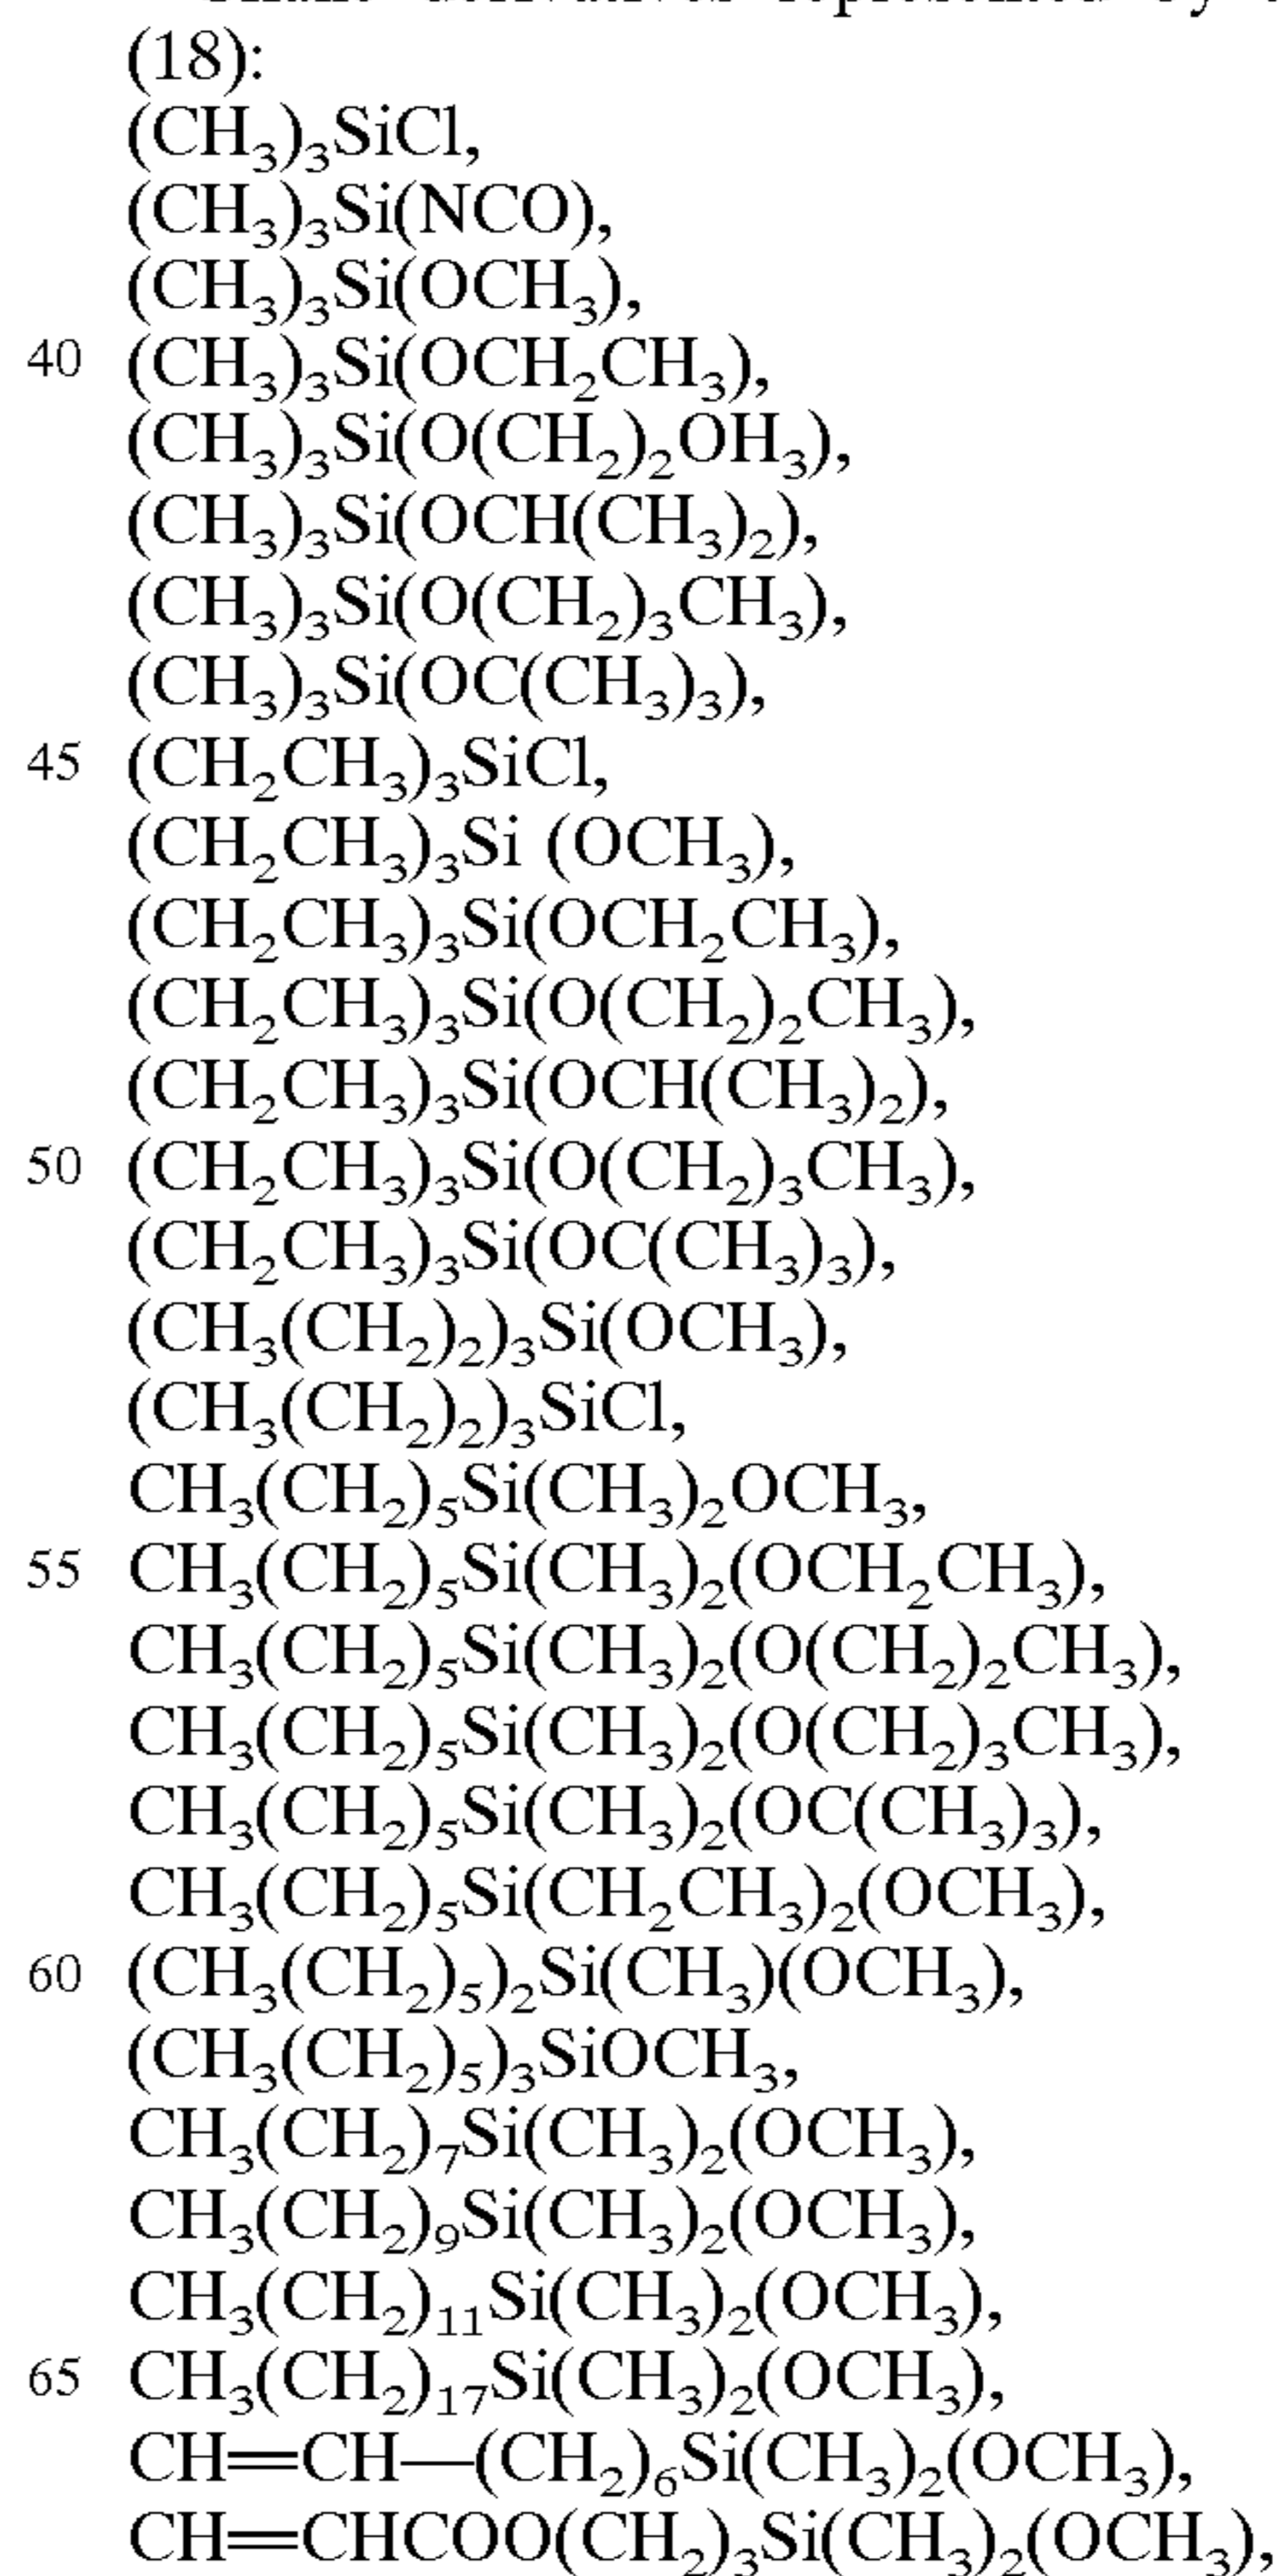 (18):
(CH₃)₃SiCl,
(CH₃)₃Si(NCO),
(CH₃)₃Si(OCH₃),
40 (CH₃)₃Si(OCH₂CH₃),
(CH₃)₃Si(O(CH₂)₂OH₃),
(CH₃)₃Si(OCH(CH₃)₂),
(CH₃)₃Si(O(CH₂)₃CH₃),
(CH₃)₃Si(OC(CH₃)₃),
45 (CH₂CH₃)₃SiCl,
(CH₂CH₃)₃Si (OCH₃),
(CH₂CH₃)₃Si(OCH₂CH₃),
(CH₂CH₃)₃Si(O(CH₂)₂CH₃),
(CH₂CH₃)₃Si(OCH(CH₃)₂),
50 (CH₂CH₃)₃Si(O(CH₂)₃CH₃),
(CH₂CH₃)₃Si(OC(CH₃)₃),
(CH₃(CH₂)₂)₃Si(OCH₃),
(CH₃(CH₂)₂)₃SiCl,
CH₃(CH₂)₅Si(CH₃)₂OCH₃,
55 CH₃(CH₂)₅Si(CH₃)₂(OCH₂CH₃),
CH₃(CH₂)₅Si(CH₃)₂(O(CH₂)₂CH₃),
CH₃(CH₂)₅Si(CH₃)₂(O(CH₂)₃CH₃),
CH₃(CH₂)₅Si(CH₃)₂(OC(CH₃)₃),
CH₃(CH₂)₅Si(CH₂CH₃)₂(OCH₃),
60 (CH₃(CH₂)₅)₂Si(CH₃)(OCH₃),
(CH₃(CH₂)₅)₃SiOCH₃,
CH₃(CH₂)₇Si(CH₃)₂(OCH₃),
CH₃(CH₂)₉Si(CH₃)₂(OCH₃),
CH₃(CH₂)₁₁Si(CH₃)₂(OCH₃),
65 CH₃(CH₂)₁₇Si(CH₃)₂(OCH₃),
CH═CH—(CH₂)₆Si(CH₃)₂(OCH₃),
CH═CHCOO(CH₂)₃Si(CH₃)₂(OCH₃),